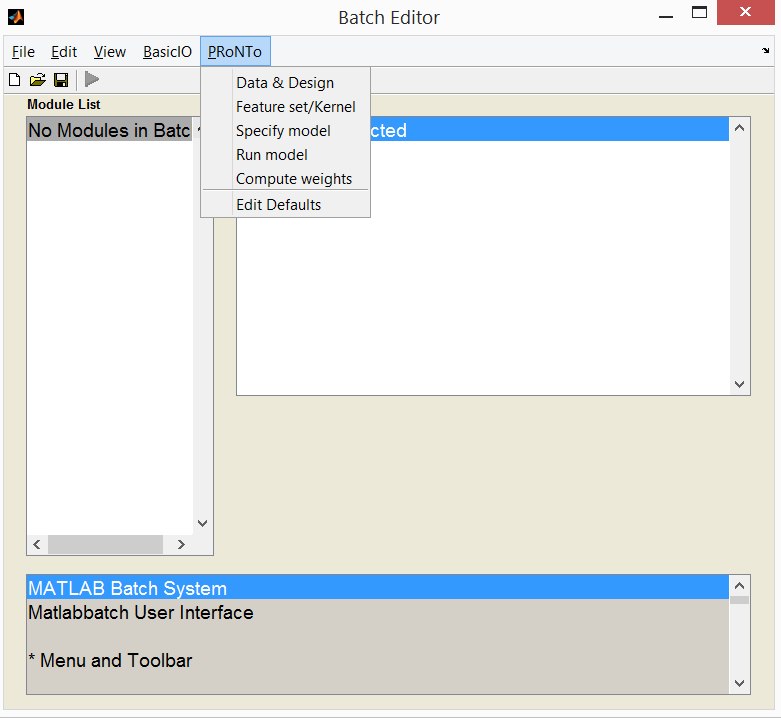 Batch Editor
File Edit View BasicIO PRoNTo
Data & Design
Feature set/Kernel
Specify model
Run model
Compute weights
Edit Defaults
Module List
No Modules in Batc
cted
MATLAB Batch System
Matlabbatch User Interface
* Menu and Toolbar